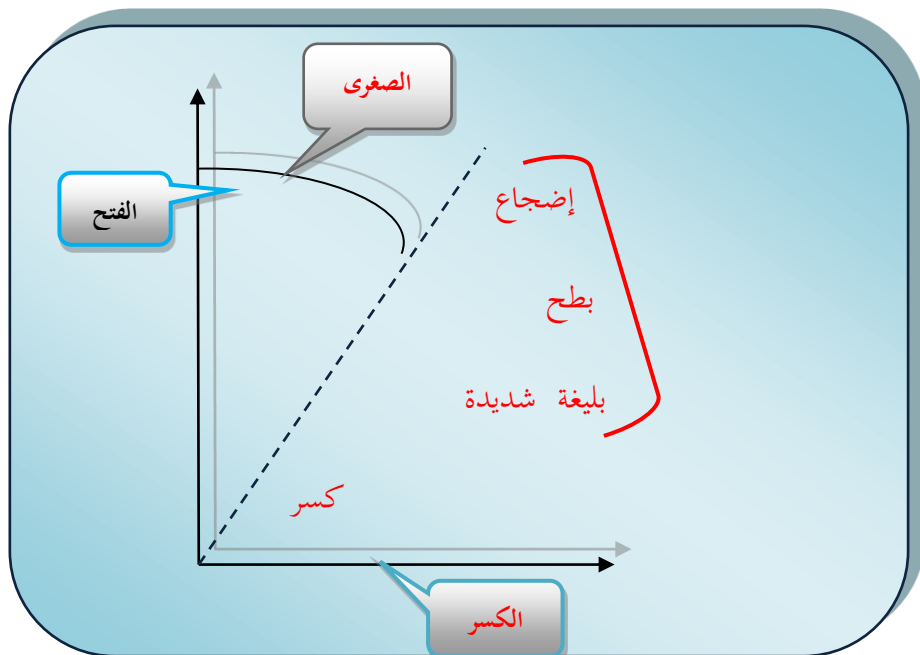 الصغرى
إضجاع
الفتح
بطح
بليغة شديدة
كسر
الكسر